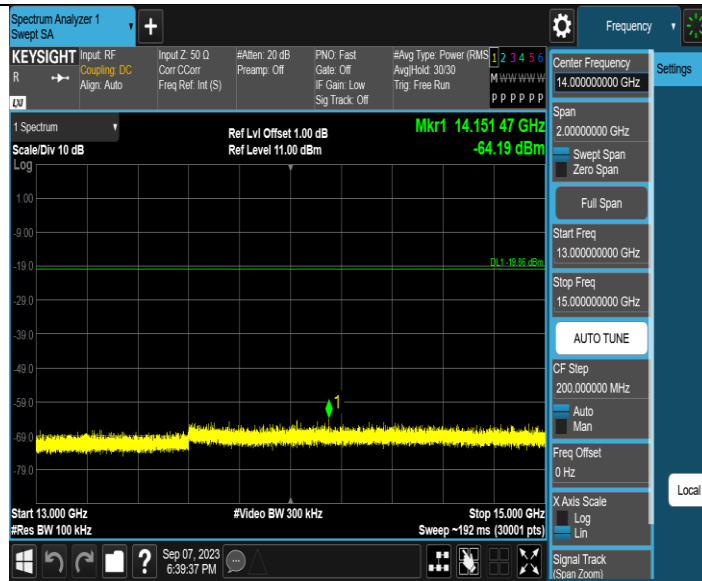 Spectrum Analyzer 1
Swept SA
+
Frequency
KEYSIGHT
R
LXI
Input: RF
Coupling: DC
Align: Auto
Input Z: 50 Ω
Corr CCorr
Freq Ref: Int (S)
#Atten: 20 dB
Preamp: Off
PNO: Fast
Gate: Off
IF Gain: Low
Sig Track: Off
#Avg Type: Power (RMS
Avg|Hold: 30/30
Trig: Free Run
1 2 3 4 5 6
M W W W W W
P P P P P P
1 Spectrum
Scale/Div 10 dB
Log
Ref Lvl Offset 1.00 dB
Ref Level 11.00 dBm
Mkr1 14.151 47 GHz
-64.19 dBm
1.00
-9.00
-19.0
DL1 -19.86 dBm
-29.0
-39.0
-49.0
-59.0
1
-69.0
-79.0
Start 13.000 GHz
#Res BW 100 kHz
#Video BW 300 kHz
Stop 15.000 GHz
Sweep ~192 ms (30001 pts)
?
Sep 07, 2023
6:39:37 PM
Center Frequency
14.00000000 GHz
Settings
Span
2.00000000 GHz
Swept Span
Zero Span
Full Span
Start Freq
13.000000000 GHz
Stop Freq
15.000000000 GHz
AUTO TUNE
CF Step
200.000000 MHz
Auto
Man
Freq Offset
0 Hz
X Axis Scale
Log
Lin
Local
Signal Track
(Span Zoom)